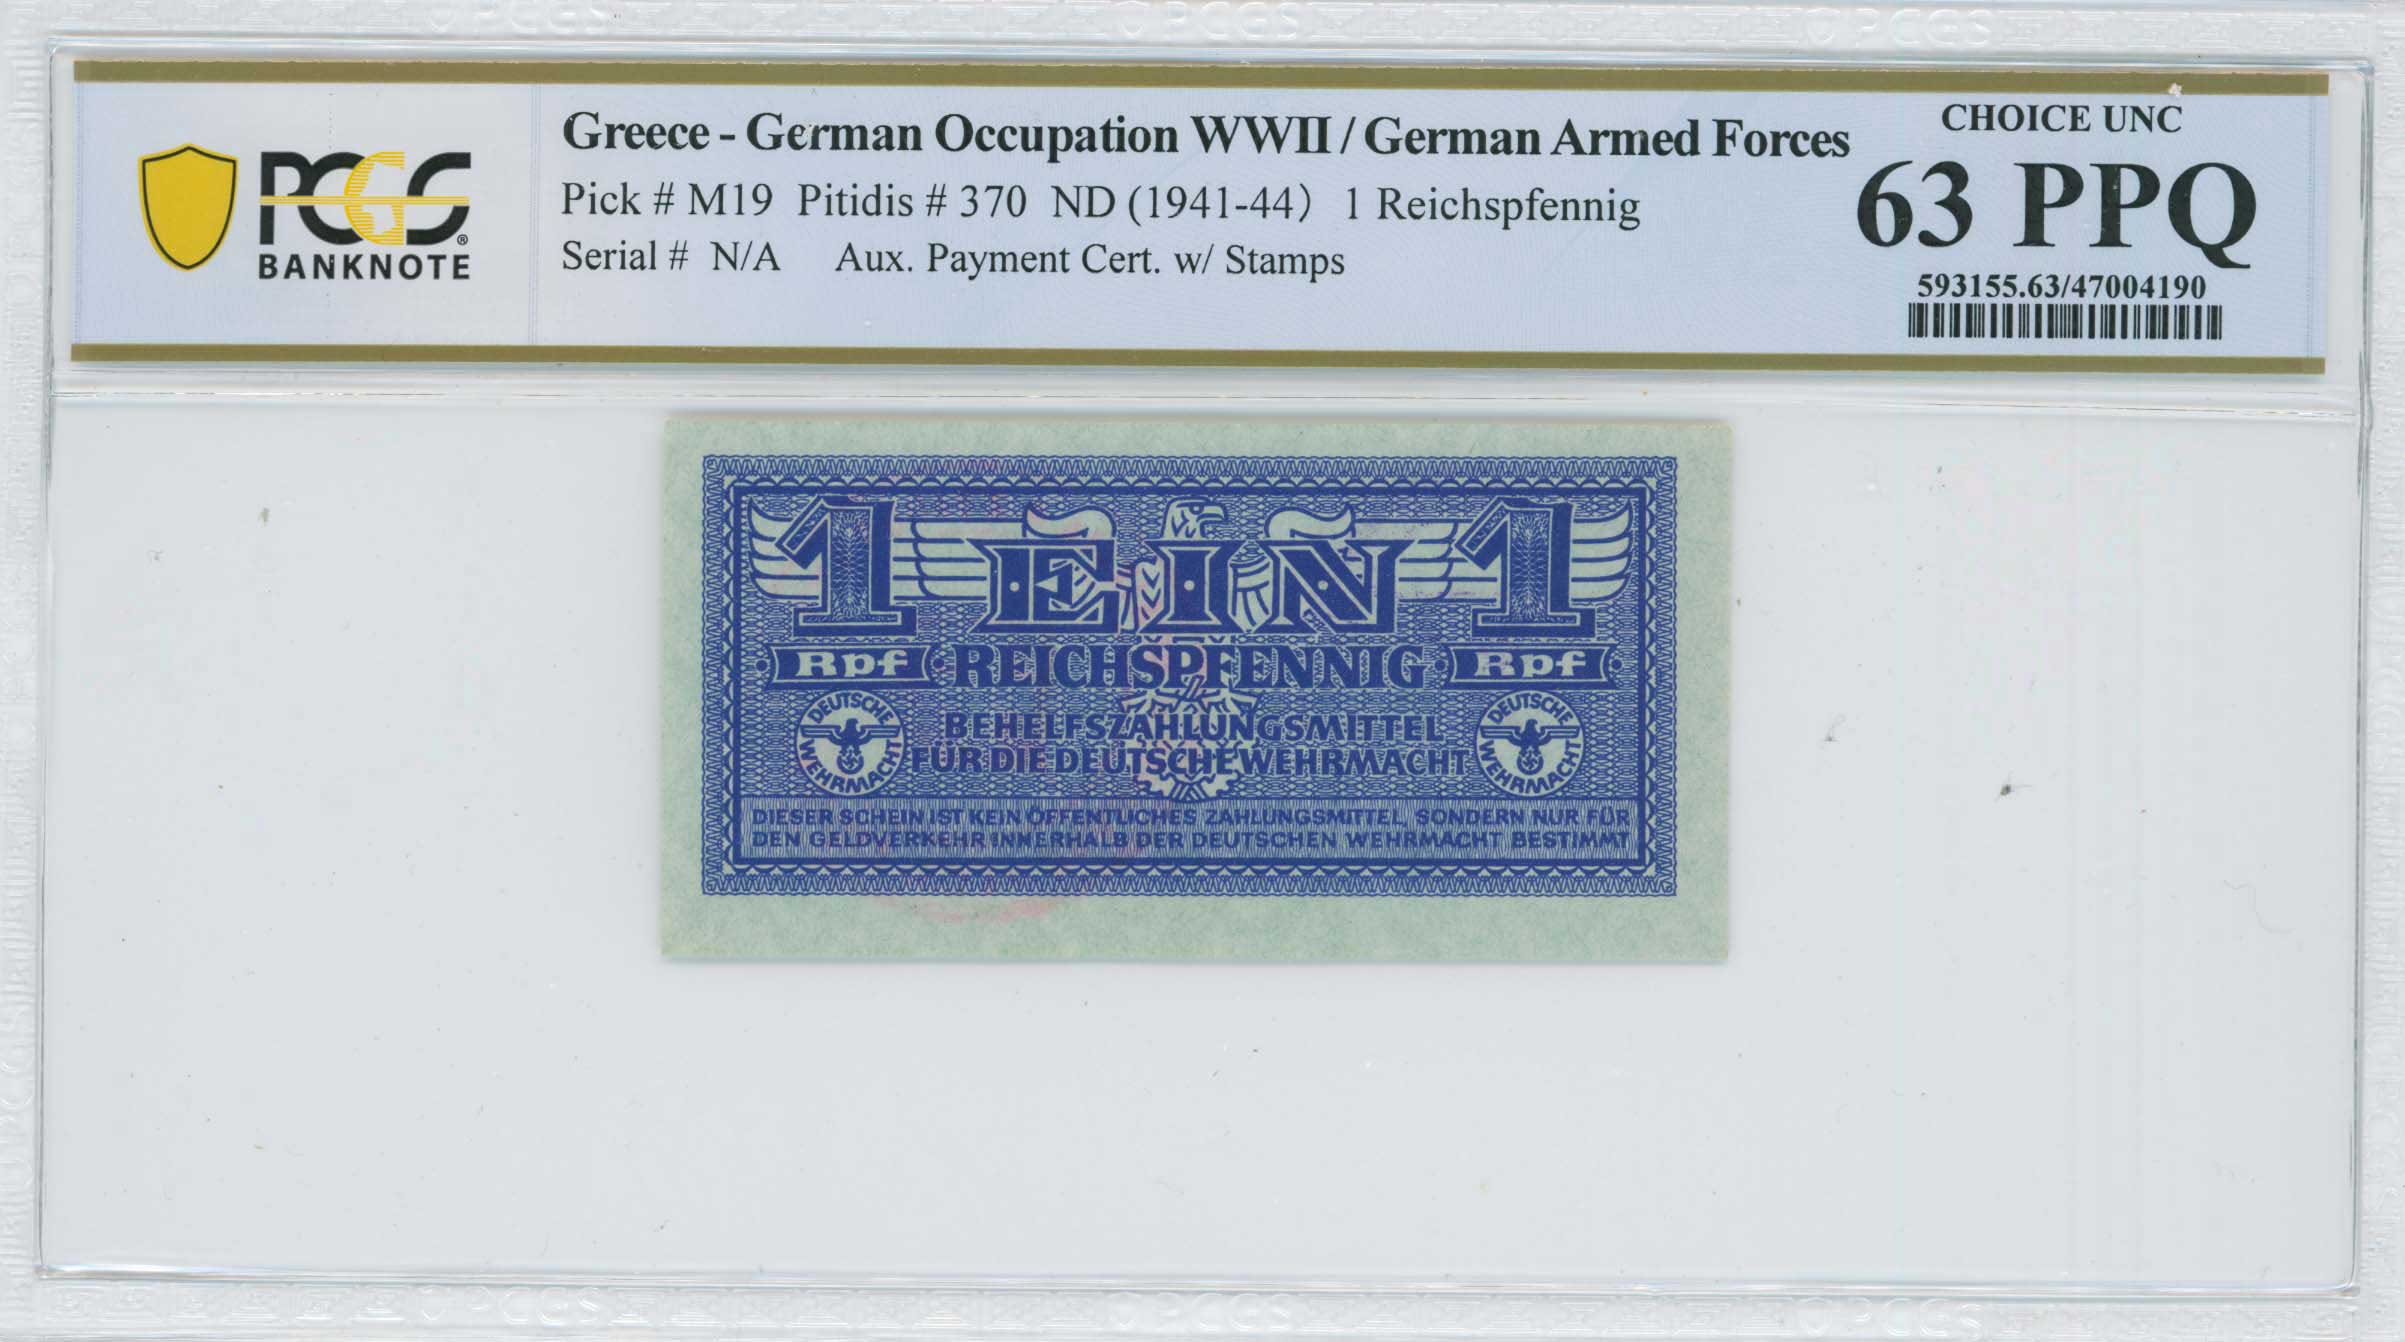 PCGS
BANKNOTE
Greece - German Occupation WWII / German Armed Forces
Pick # M19 Pitidis # 370 ND (1941-44) 1 Reichspfennig
Serial # N/A Aux. Payment Cert. w/ Stamps
CHOICE UNC
63 PPQ
593155.63/47004190
1 EIN 1
Rpf REICHSPFENNIG Rpf
DEUTSCHE WEHRMACHT
BEHELFSZAHLUNGSMITTEL
FÜR DIE DEUTSCHE WEHRMACHT
DEUTSCHE WEHRMACHT
DIESER SCHEIN IST KEIN ÖFFENTLICHES ZAHLUNGSMITTEL, SONDERN NUR FÜR
DEN GELDVERKEHR INNERHALB DER DEUTSCHEN WEHRMACHT BESTIMMT